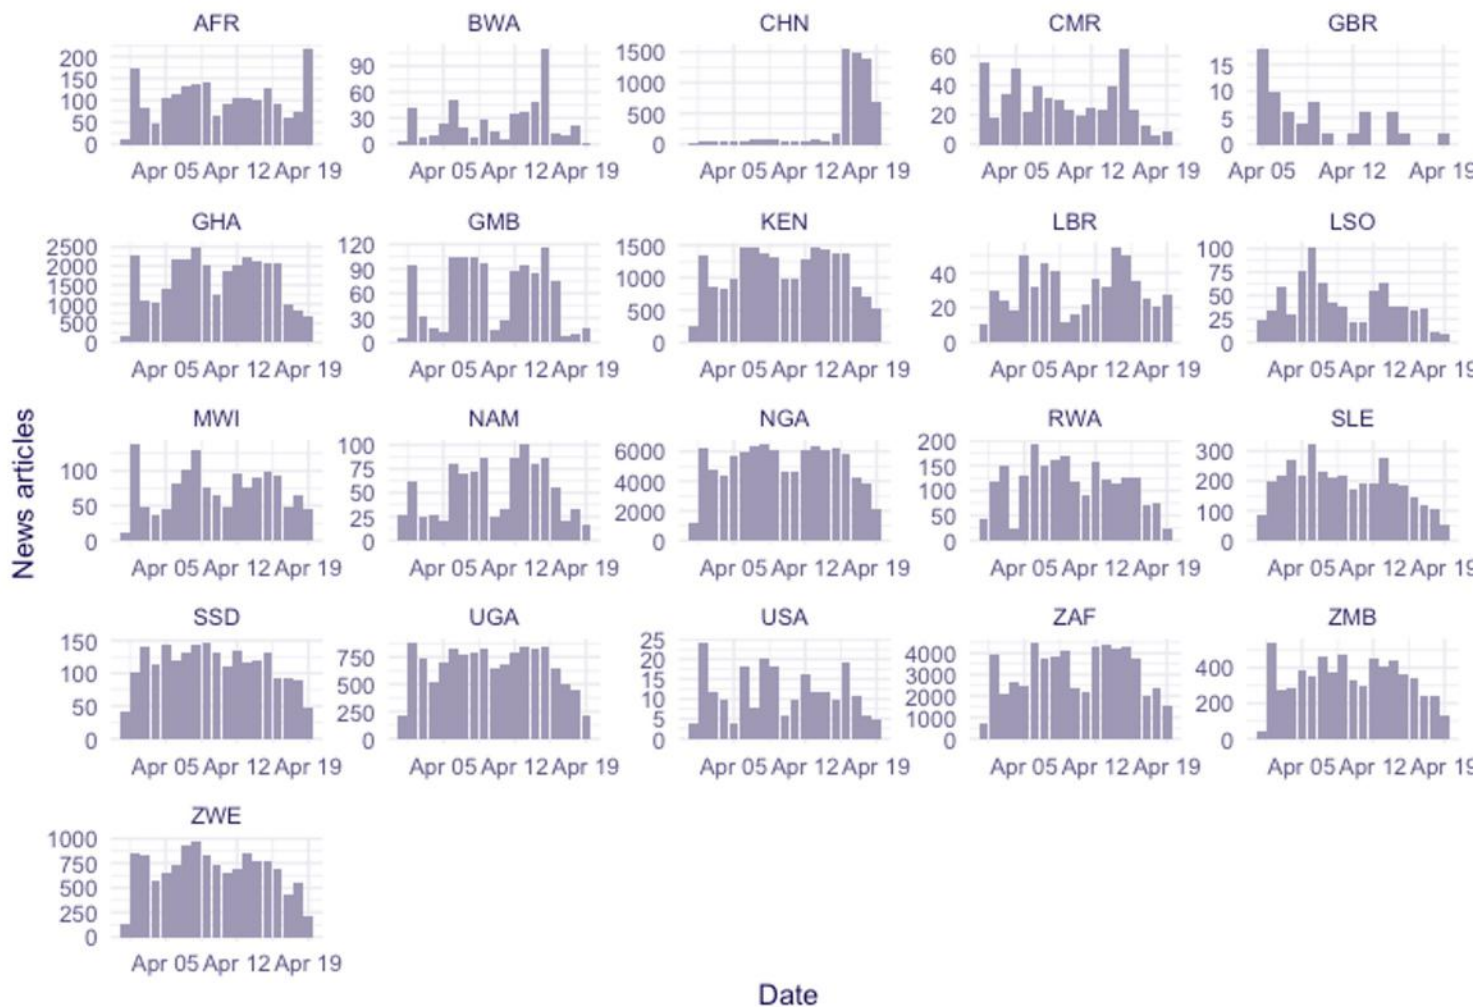 AFR BWA CHN CMR GBR
200 90 1500 60 15
150 60 1000 40 10
100 30 500 20 5
50 0 0 0 0
0
Apr 05 Apr 12 Apr 19 Apr 05 Apr 12 Apr 19 Apr 05 Apr 12 Apr 19 Apr 05 Apr 12 Apr 19 Apr 05 Apr 12 Apr 19
GHA GMB KEN LBR LSO
2500 120 1500 40 100
2000 90 1000 20 75
1500 60 500 0 50
1000 30 0 25
500 0 0
0
Apr 05 Apr 12 Apr 19 Apr 05 Apr 12 Apr 19 Apr 05 Apr 12 Apr 19 Apr 05 Apr 12 Apr 19 Apr 05 Apr 12 Apr 19
News articles
MWI NAM NGA RWA SLE
100 100 6000 200 300
50 75 4000 150 200
0 50 2000 100 100
25 0 50 0
0 0
Apr 05 Apr 12 Apr 19 Apr 05 Apr 12 Apr 19 Apr 05 Apr 12 Apr 19 Apr 05 Apr 12 Apr 19 Apr 05 Apr 12 Apr 19
SSD UGA USA ZAF ZMB
150 750 25 4000 400
100 500 20 3000 200
50 250 15 2000 0
0 0 10 1000
5 0
0
Apr 05 Apr 12 Apr 19 Apr 05 Apr 12 Apr 19 Apr 05 Apr 12 Apr 19 Apr 05 Apr 12 Apr 19 Apr 05 Apr 12 Apr 19
ZWE
1000
750
500
250
0
Apr 05 Apr 12 Apr 19
Date